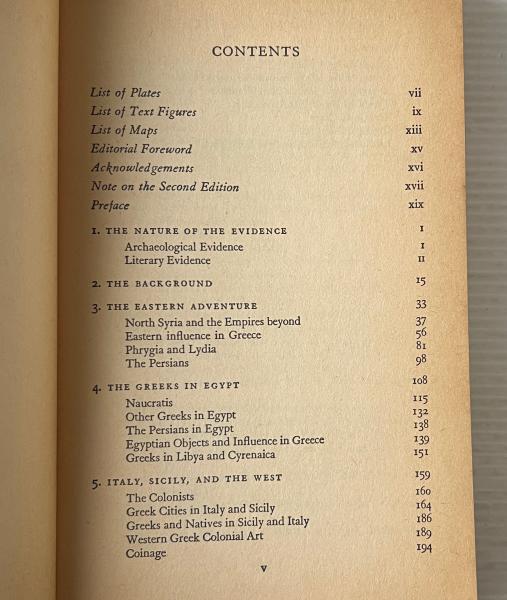 CONTENTS
List of Plates vii
List of Text Figures ix
List of Maps xiii
Editorial Foreword xv
Acknowledgements xvi
Note on the Second Edition xvii
Preface xix
1. THE NATURE OF THE EVIDENCE 1
Archaeological Evidence 1
Literary Evidence 11
2. THE BACKGROUND 15
3. THE EASTERN ADVENTURE 33
North Syria and the Empires beyond 37
Eastern influence in Greece 56
Phrygia and Lydia 81
The Persians 98
4. THE GREEKS IN EGYPT 108
Naucratis 115
Other Greeks in Egypt 132
The Persians in Egypt 138
Egyptian Objects and Influence in Greece 139
Greeks in Libya and Cyrenaica 151
5. ITALY, SICILY, AND THE WEST 159
The Colonists 160
Greek Cities in Italy and Sicily 164
Greeks and Natives in Sicily and Italy 186
Western Greek Colonial Art 189
Coinage 194
v